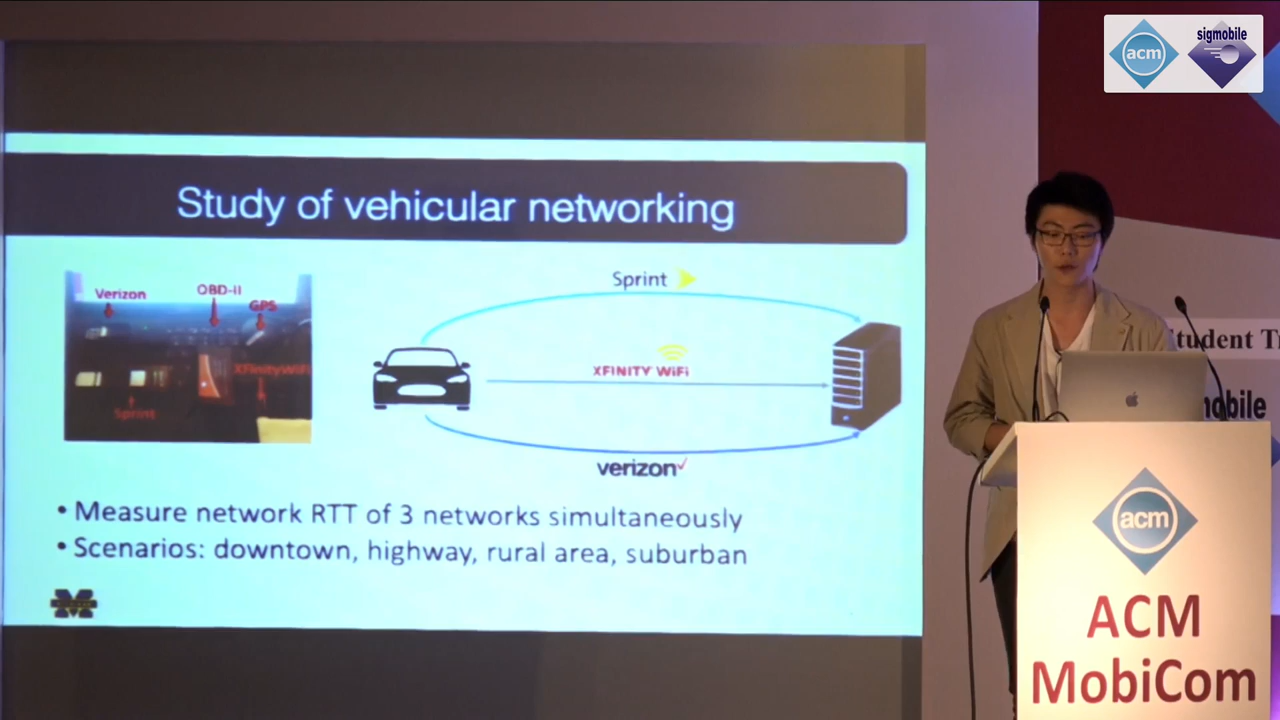 acm
sigmobile
Study of vehicular networking
Verizon
OBD-II
GPS
XFinityWiFi
Sprint
Sprint
XFINITY WiFi
verizon
• Measure network RTT of 3 networks simultaneously
• Scenarios: downtown, highway, rural area, suburban
M
tudent Tr
mobile
acm
ACM
MobiCom